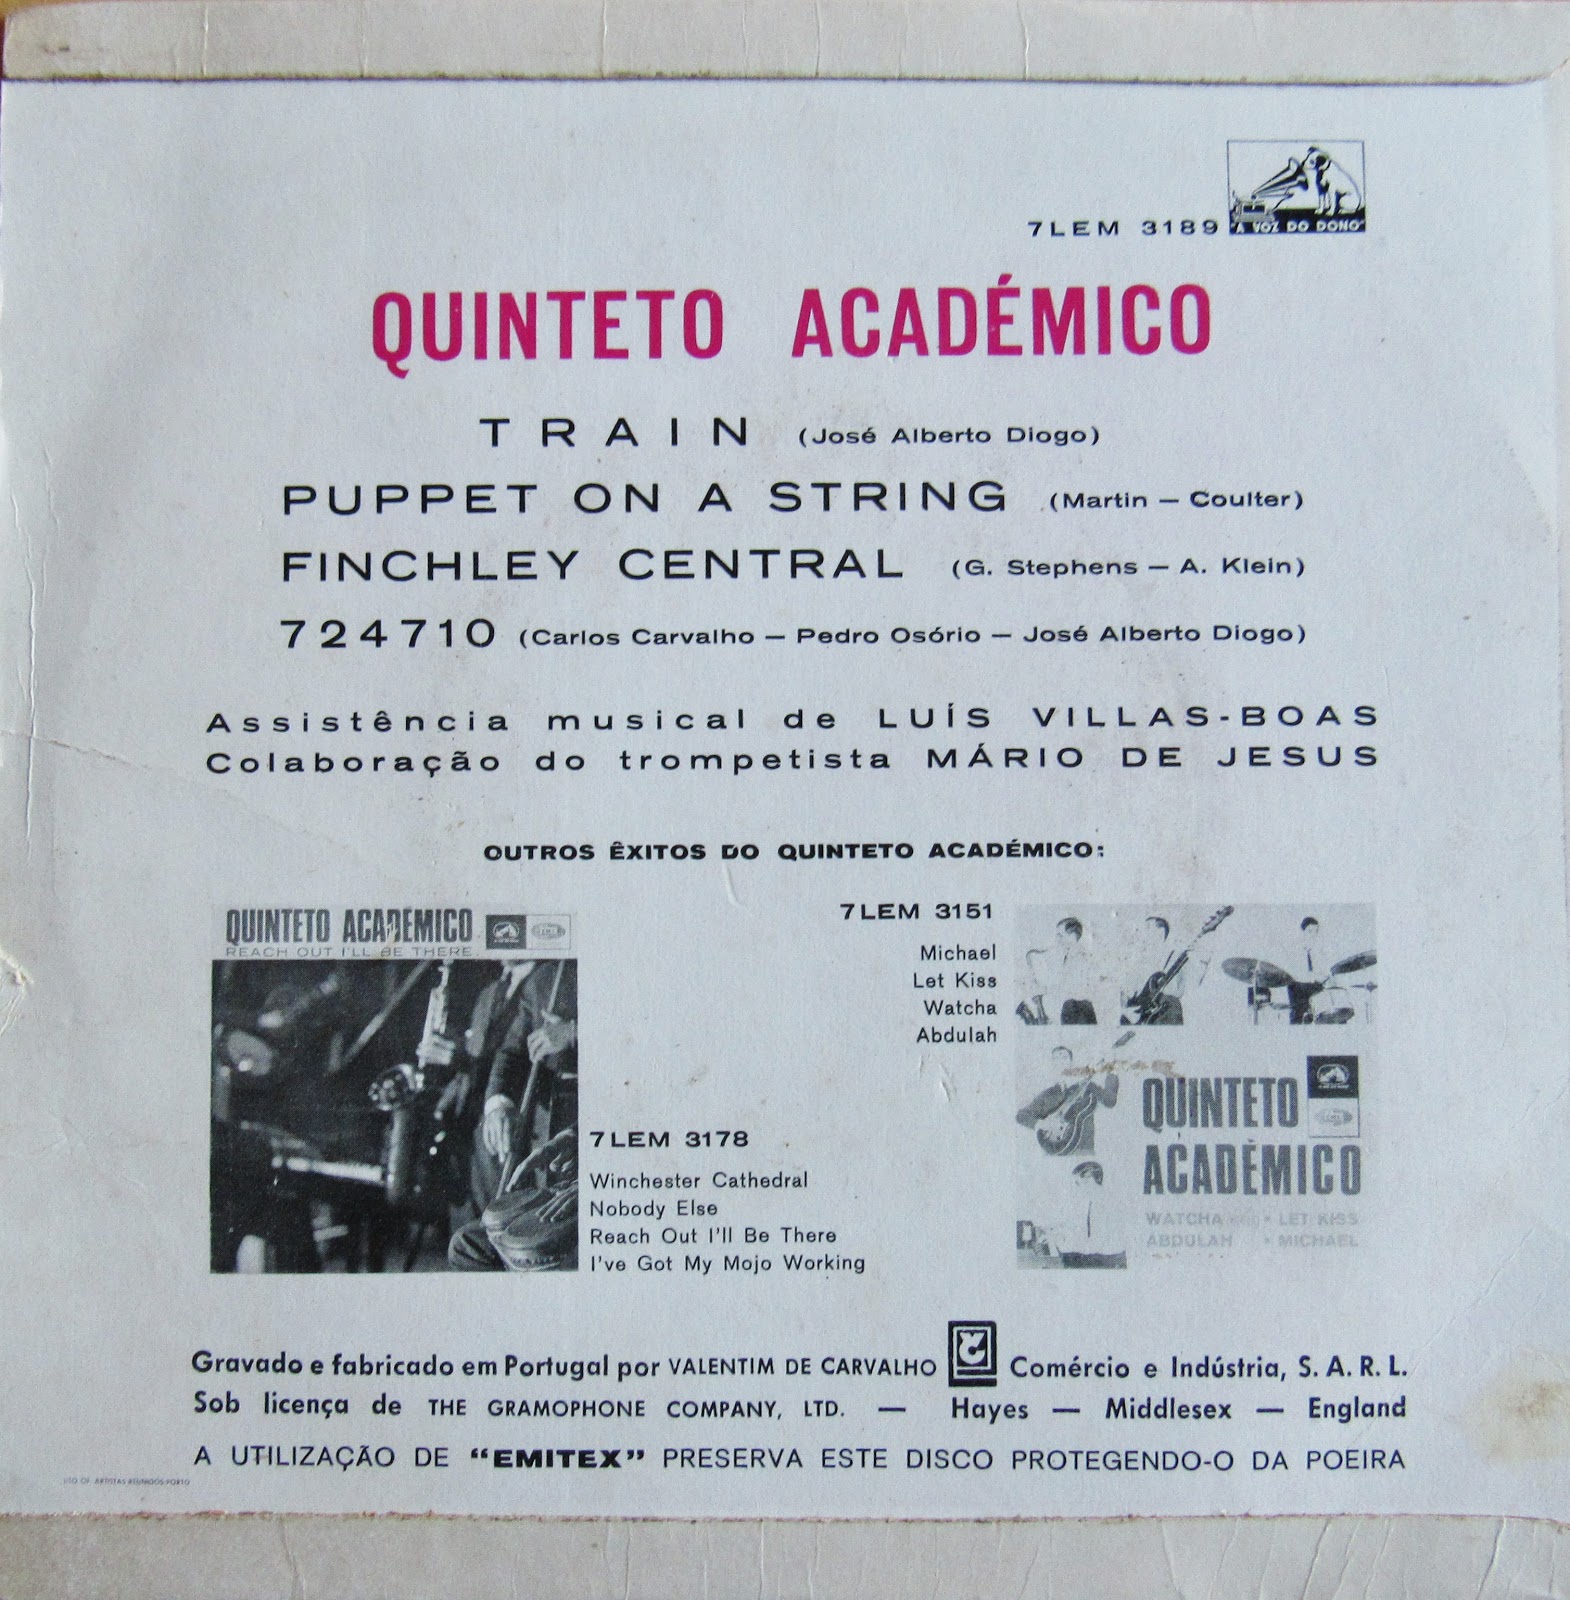 7LEM 3189
"A VOZ DO DONO"
QUINTETO ACADÉMICO
TRAIN (José Alberto Diogo)
PUPPET ON A STRING (Martin — Coulter)
FINCHLEY CENTRAL (G. Stephens — A. Klein)
724710 (Carlos Carvalho — Pedro Osório — José Alberto Diogo)
Assistência musical de LUÍS VILLAS-BOAS
Colaboração do trompetista MÁRIO DE JESUS
OUTROS ÊXITOS DO QUINTETO ACADÉMICO:
QUINTETO ACADÉMICO
REACH OUT I'LL BE THERE
7LEM 3178
Winchester Cathedral
Nobody Else
Reach Out I'll Be There
I've Got My Mojo Working
7LEM 3151
Michael
Let Kiss
Watcha
Abdulah
QUINTETO
ACADÉMICO
WATCHA • LET KISS
ABDULAH • MICHAEL
Gravado e fabricado em Portugal por VALENTIM DE CARVALHO Comércio e Indústria, S. A. R. L.
Sob licença de THE GRAMOPHONE COMPANY, LTD. — Hayes — Middlesex — England
A UTILIZAÇÃO DE "EMITEX" PRESERVA ESTE DISCO PROTEGENDO-O DA POEIRA
ARTISTAS REUNIDOS-PORTO